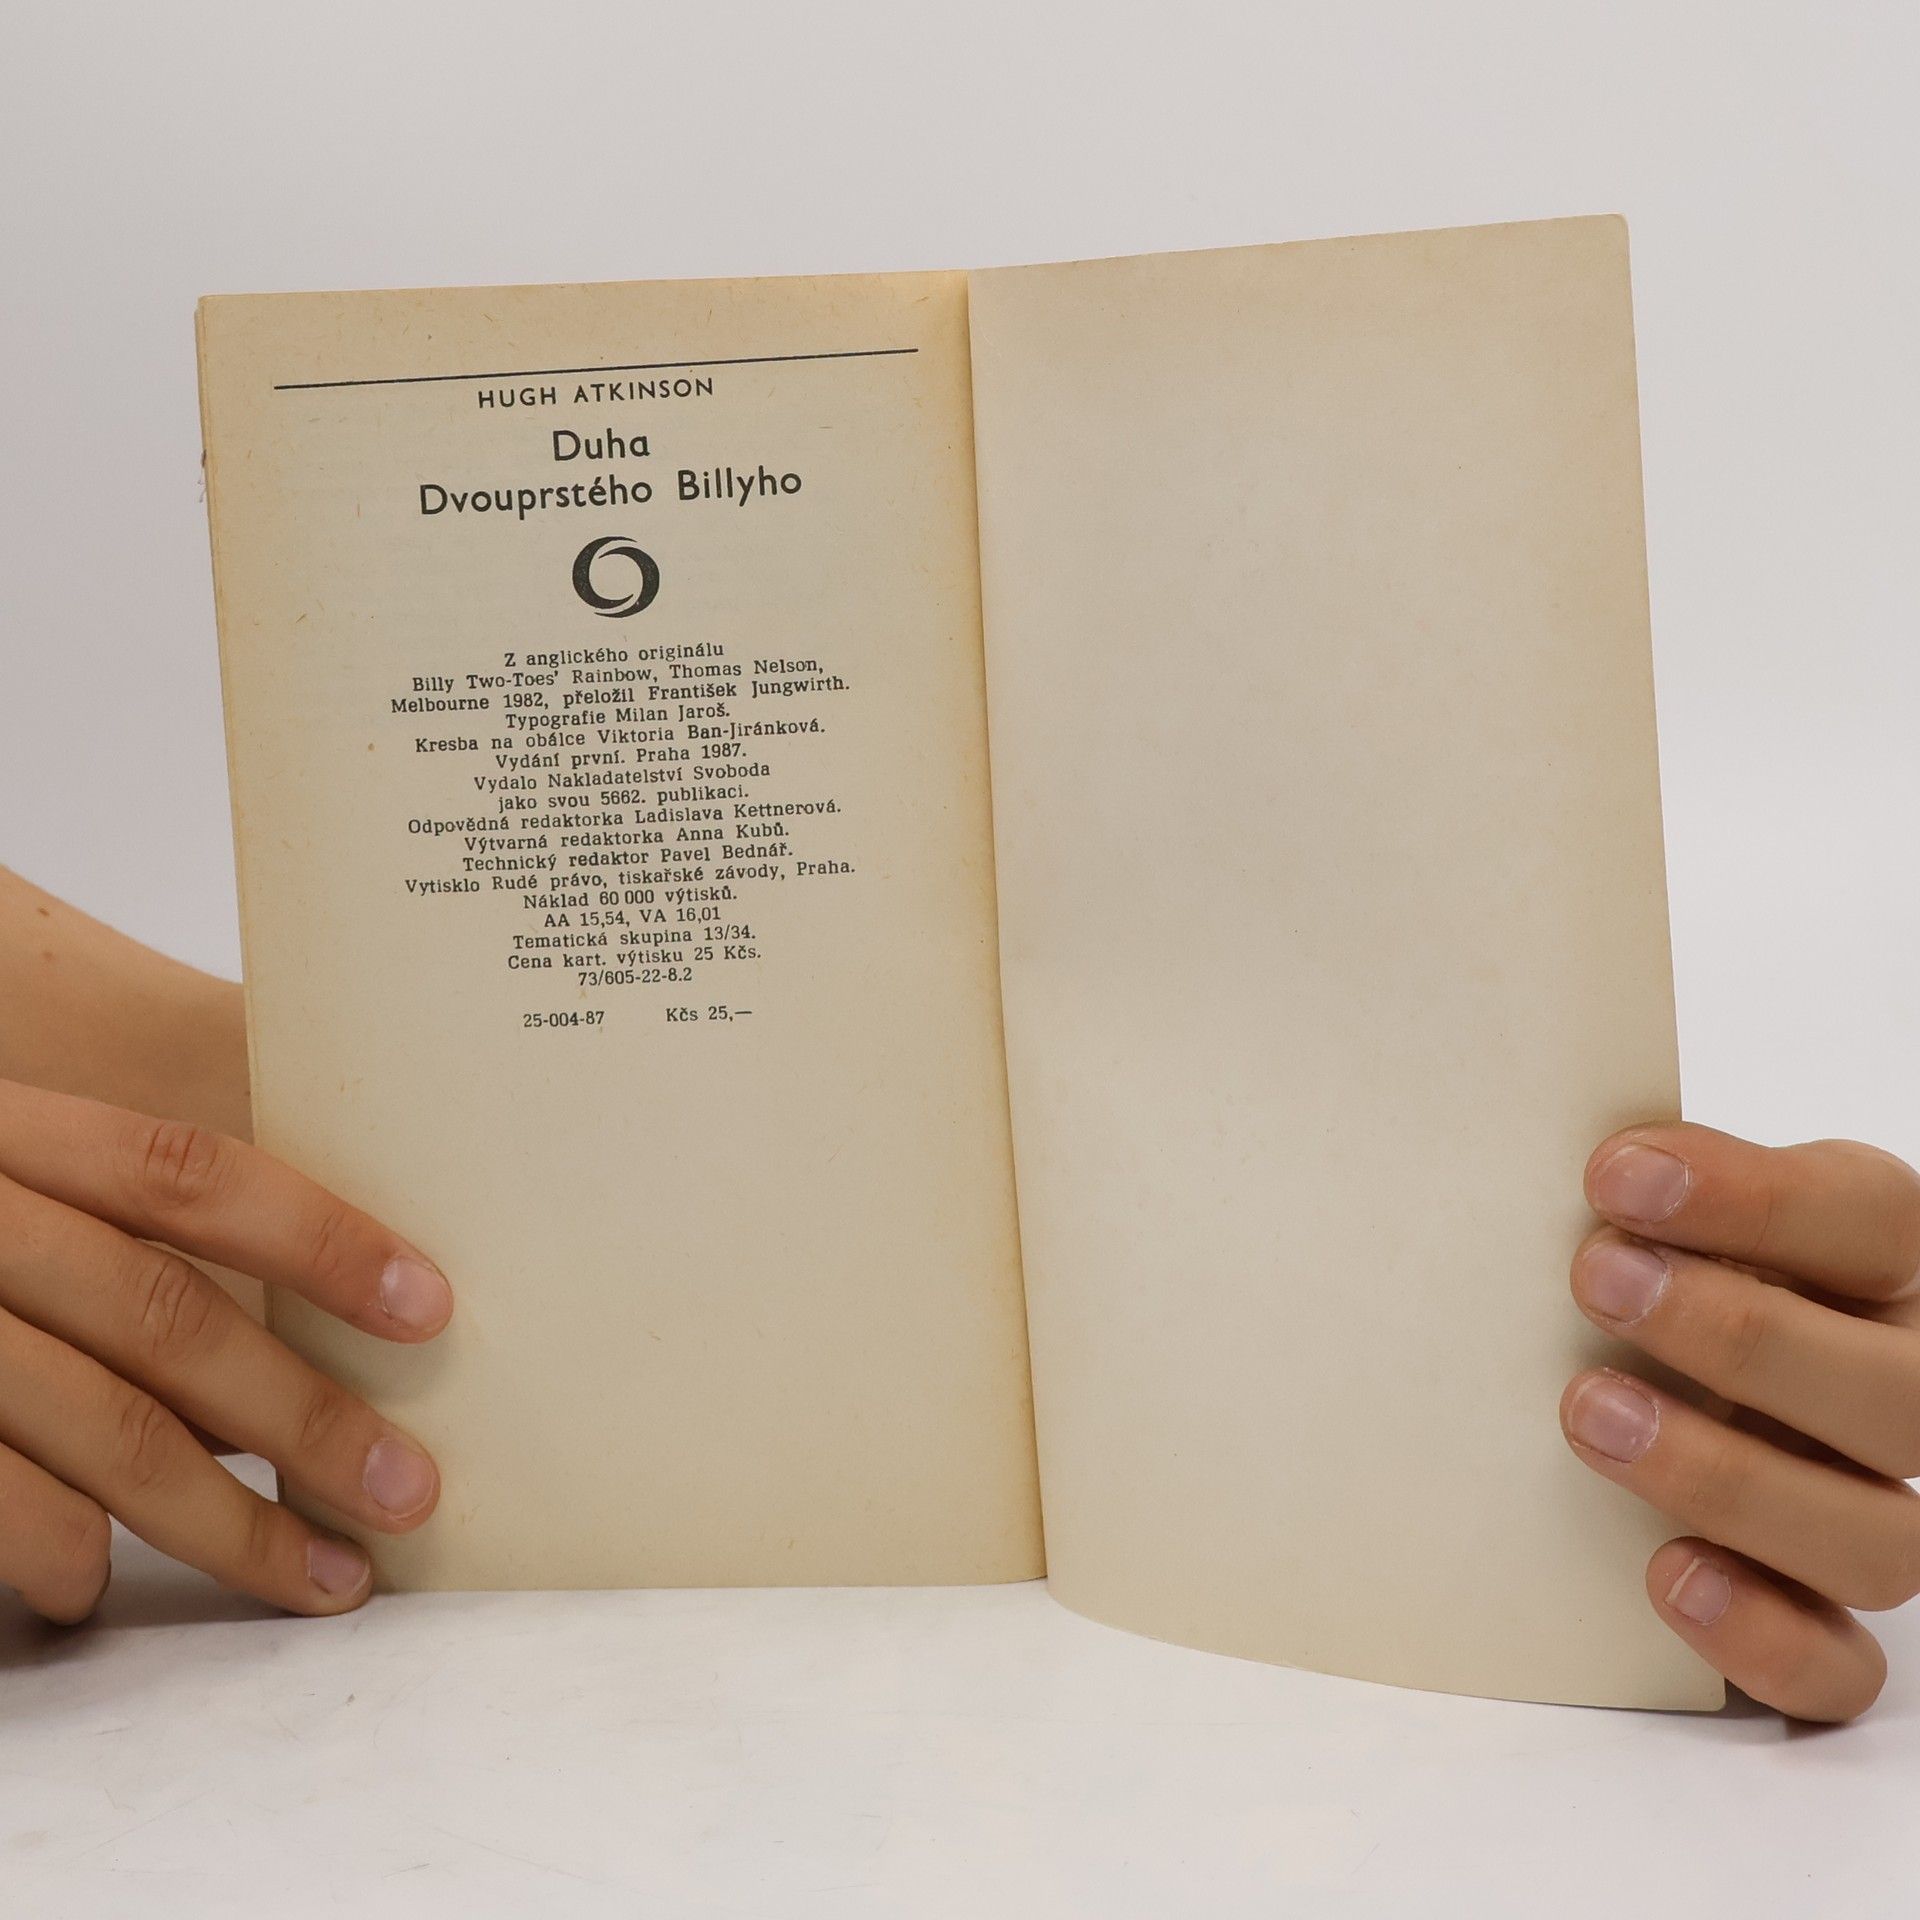 HUGH ATKINSON
Duha
Dvouprstého Billyho
Z anglického originálu
Billy Two-Toes' Rainbow, Thomas Nelson,
Melbourne 1982, přeložil František Jungwirth.
Typografie Milan Jaroš.
Kresba na obálce Viktoria Ban-Jiránková.
Vydání první. Praha 1987.
Vydalo Nakladatelství Svoboda
jako svou 5662. publikaci.
Odpovědná redaktorka Ladislava Kettnerová.
Výtvarná redaktorka Anna Kubů.
Technický redaktor Pavel Bednář.
Vytisklo Rudé právo, tiskařské závody, Praha.
Náklad 60 000 výtisků.
AA 15,54, VA 16,01
Tematická skupina 13/34.
Cena kart. výtisku 25 Kčs.
73/605-22-8.2
25-004-87 Kčs 25,—